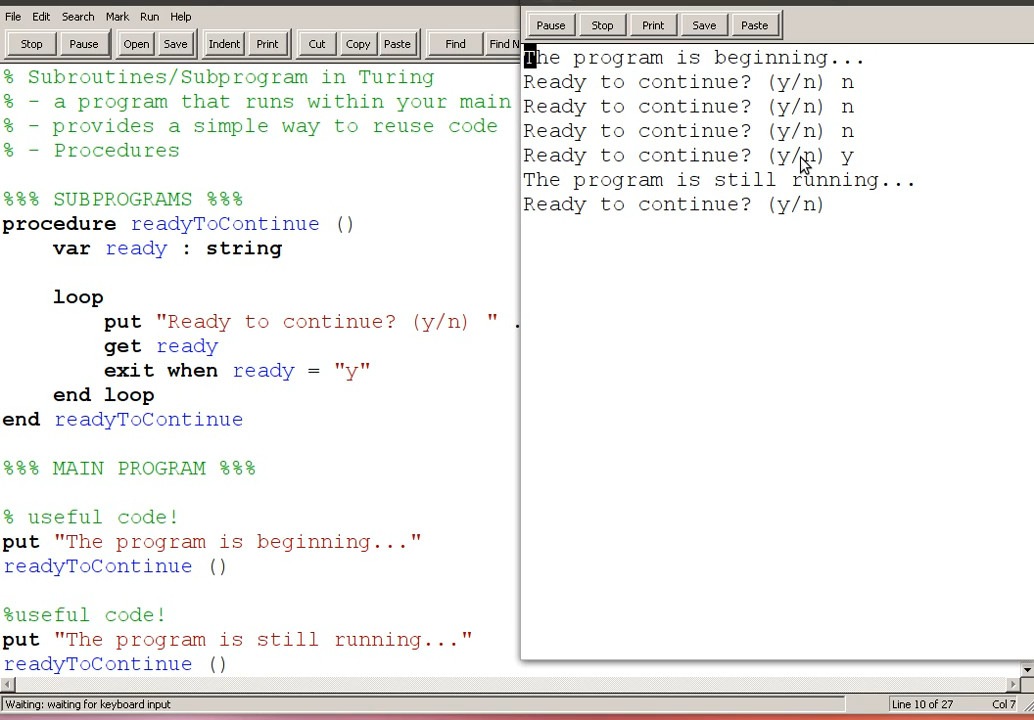 File Edit Search Mark Run Help
Stop Pause Open Save Indent Print Cut Copy Paste Find Find N
% Subroutines/Subprogram in Turing
% - a program that runs within your main
% - provides a simple way to reuse code
% - Procedures
%%% SUBPROGRAMS %%%
procedure readyToContinue ()
var ready : string
loop
put "Ready to continue? (y/n) " .
get ready
exit when ready = "y"
end loop
end readyToContinue
%%% MAIN PROGRAM %%%
% useful code!
put "The program is beginning..."
readyToContinue ()
%useful code!
put "The program is still running..."
readyToContinue ()
Pause Stop Print Save Paste
The program is beginning...
Ready to continue? (y/n) n
Ready to continue? (y/n) n
Ready to continue? (y/n) n
Ready to continue? (y/n) y
The program is still running...
Ready to continue? (y/n)
Waiting: waiting for keyboard input Line 10 of 27 Col 7